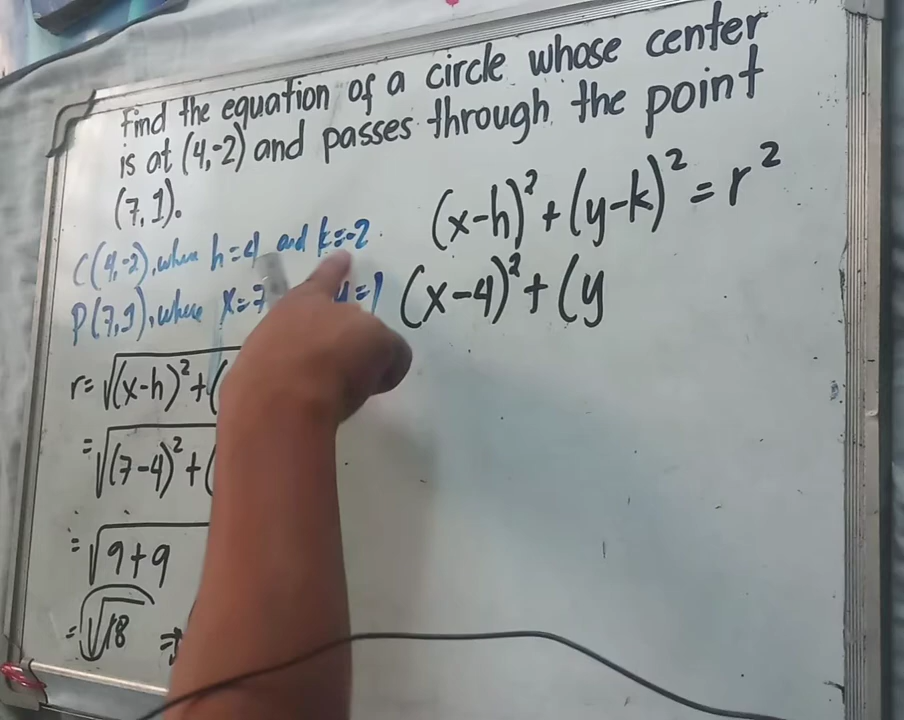 Find the equation of a circle whose center
is at (4,-2) and passes through the point
(7,1).
C(4,-2), where h=4 and k=-2.
P(7,1), where x=7 y=1
r=√(x-h)²+(
=√(7-4)²+(
=√9+9
=√18 ⇒
(x-h)²+(y-k)²=r²
(x-4)²+(y